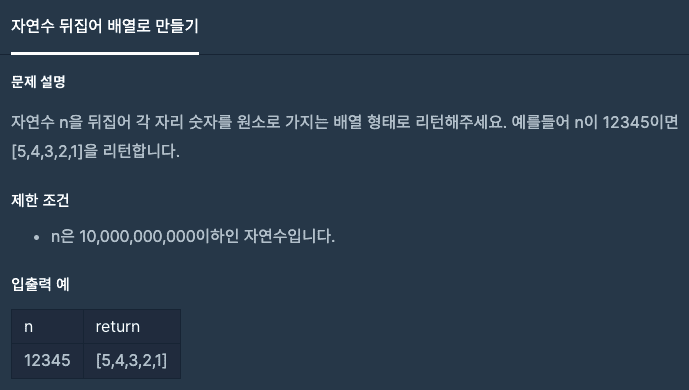 자연수 뒤집어 배열로 만들기
문제 설명
자연수 n을 뒤집어 각 자리 숫자를 원소로 가지는 배열 형태로 리턴해주세요. 예를들어 n이 12345이면
[5,4,3,2,1]을 리턴합니다.
제한 조건
• n은 10,000,000,000이하인 자연수입니다.
입출력 예
n return
12345 [5,4,3,2,1]